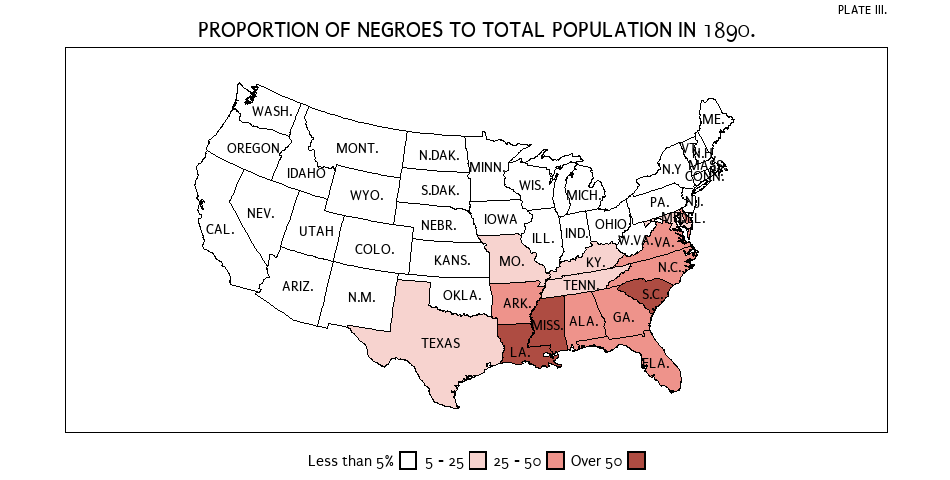 PLATE III.
PROPORTION OF NEGROES TO TOTAL POPULATION IN 1890.
WASH.
ME.
OREGON
MONT.
N.DAK.
MINN.
VT.
N.H.
IDAHO
WYO.
S.DAK.
WIS.
MICH.
N.Y
MASS.
CONN.
NEV.
NEBR.
IOWA
PA.
N.J.
CAL.
UTAH
COLO.
KANS.
ILL.
IND.
OHIO
W.VA.
VA.
MD.
DEL.
ARIZ.
N.M.
OKLA.
MO.
KY.
TENN.
N.C.
S.C.
ARK.
MISS.
ALA.
GA.
TEXAS
LA.
FLA.
Less than 5% 5 - 25 25 - 50 Over 50